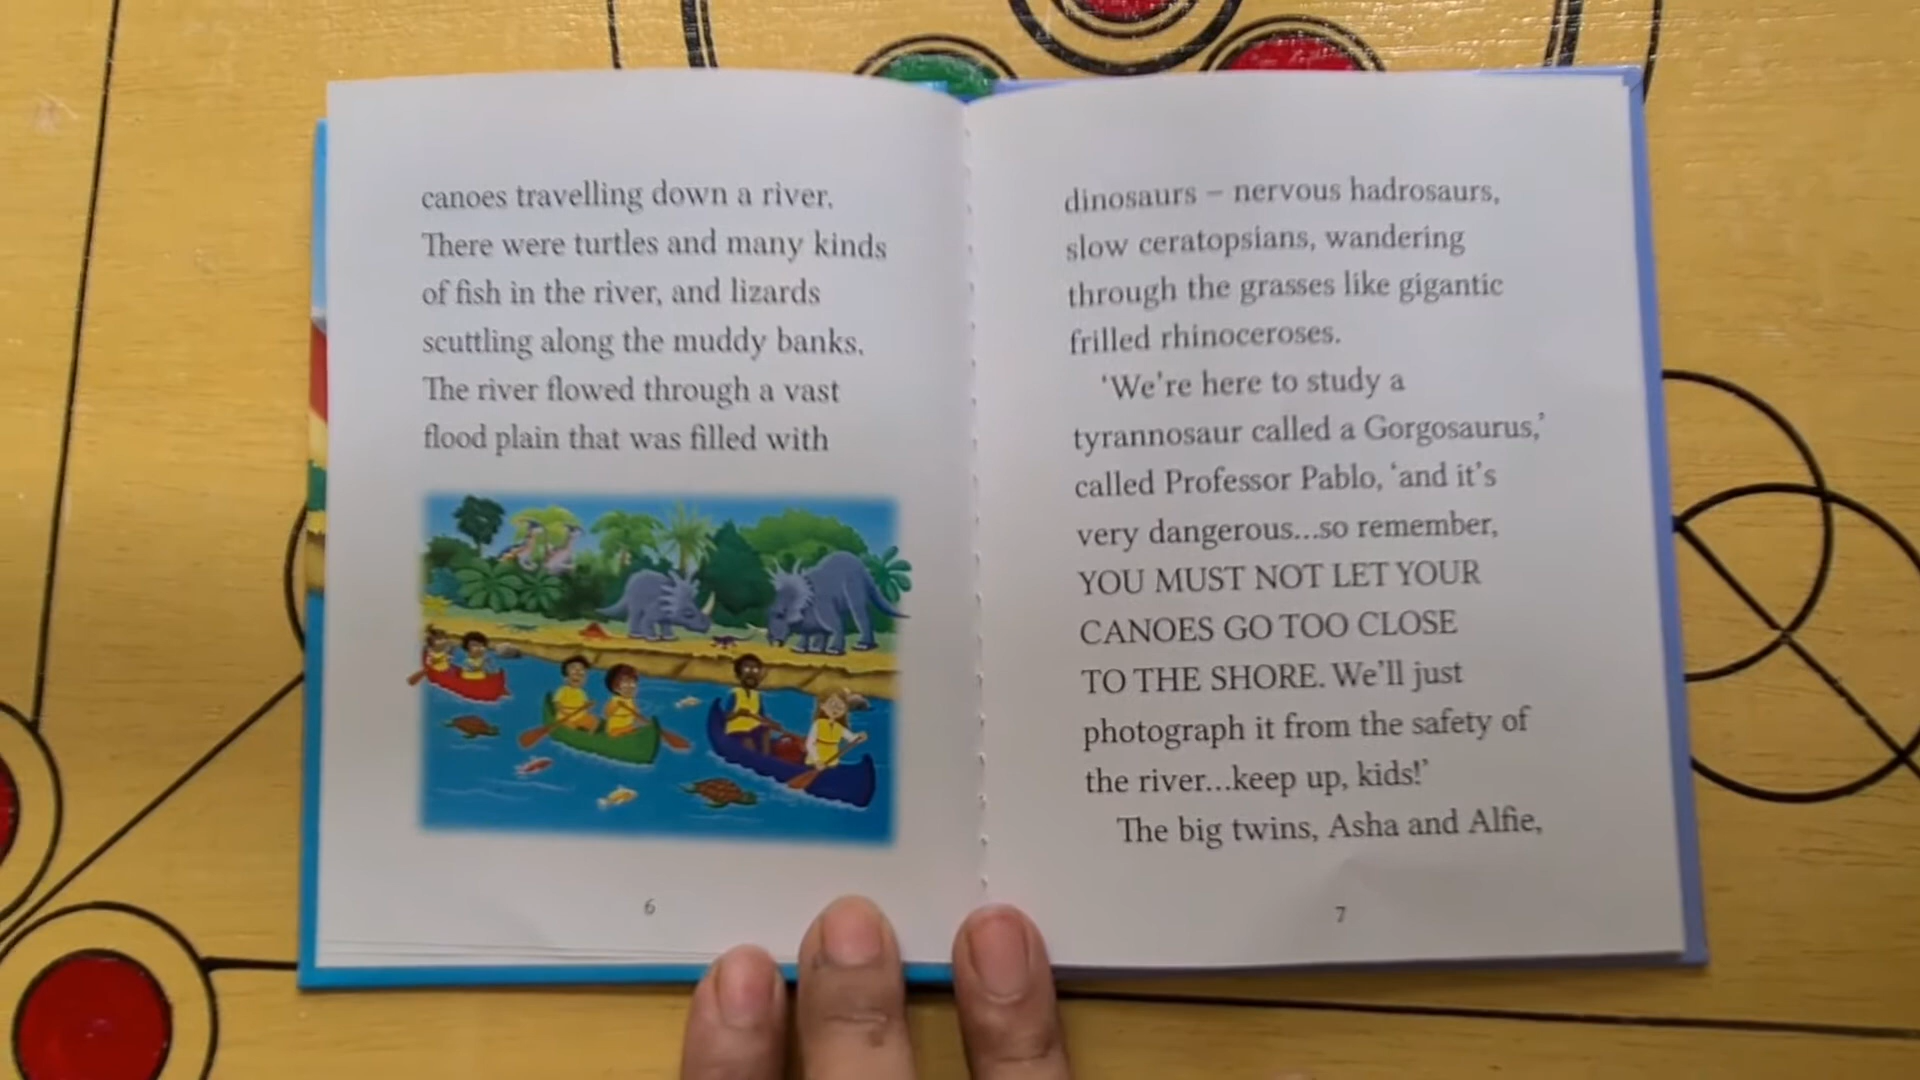 canoes travelling down a river.
There were turtles and many kinds
of fish in the river, and lizards
scuttling along the muddy banks.
The river flowed through a vast
flood plain that was filled with
6
dinosaurs – nervous hadrosaurs,
slow ceratopsians, wandering
through the grasses like gigantic
frilled rhinoceroses.
‘We’re here to study a
tyrannosaur called a Gorgosaurus,’
called Professor Pablo, ‘and it’s
very dangerous...so remember,
YOU MUST NOT LET YOUR
CANOES GO TOO CLOSE
TO THE SHORE. We’ll just
photograph it from the safety of
the river...keep up, kids!’
The big twins, Asha and Alfie,
7